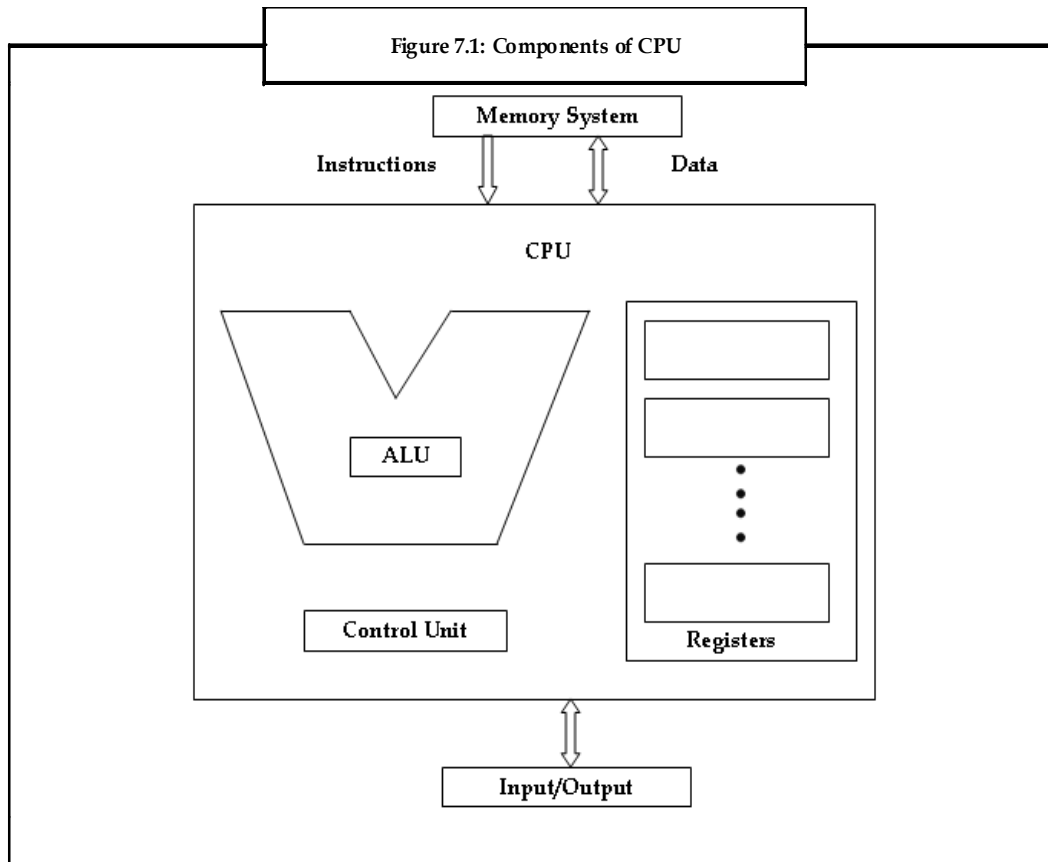 Figure 7.1: Components of CPU
Memory System
Instructions
Data
CPU
ALU
Control Unit
Registers
Input/Output